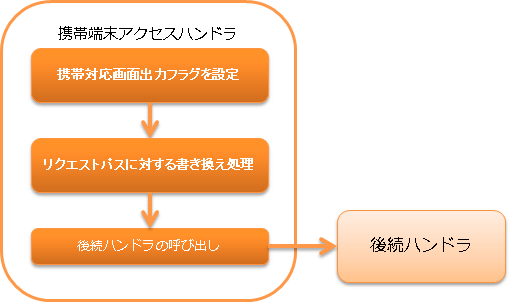 携帯端末アクセスハンドラ
携帯対応画面出力フラグを設定
リクエストパスに対する書き換え処理
後続ハンドラの呼び出し
後続ハンドラ